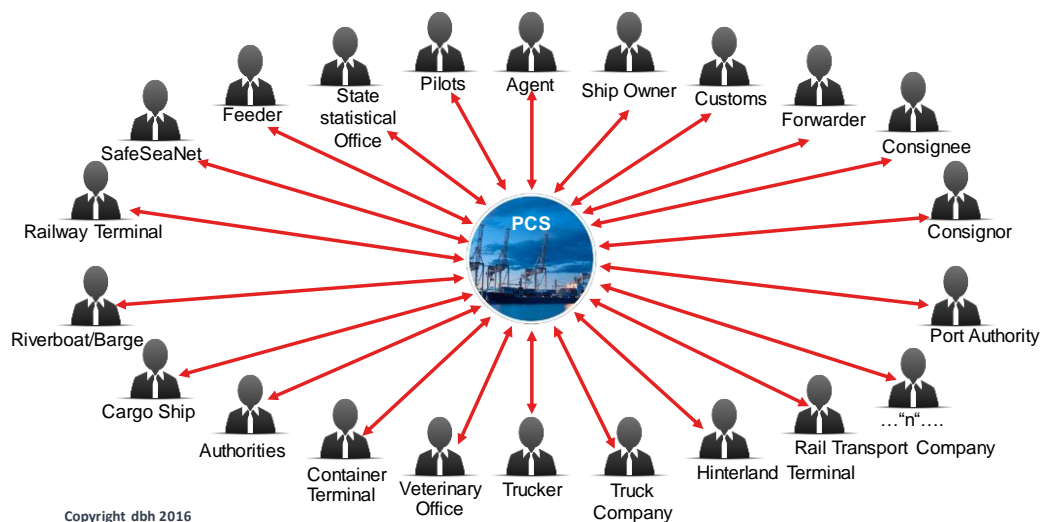 Pilots
Agent
Ship Owner
Customs
State
statistical
Office
Feeder
Forwarder
SafeSeaNet
Consignee
Railway Terminal
PCS
Consignor
Riverboat/Barge
Port Authority
Cargo Ship
…“n“….
Authorities
Rail Transport Company
Container
Terminal
Veterinary
Office
Trucker
Truck
Company
Hinterland Terminal
Copyright dbh 2016